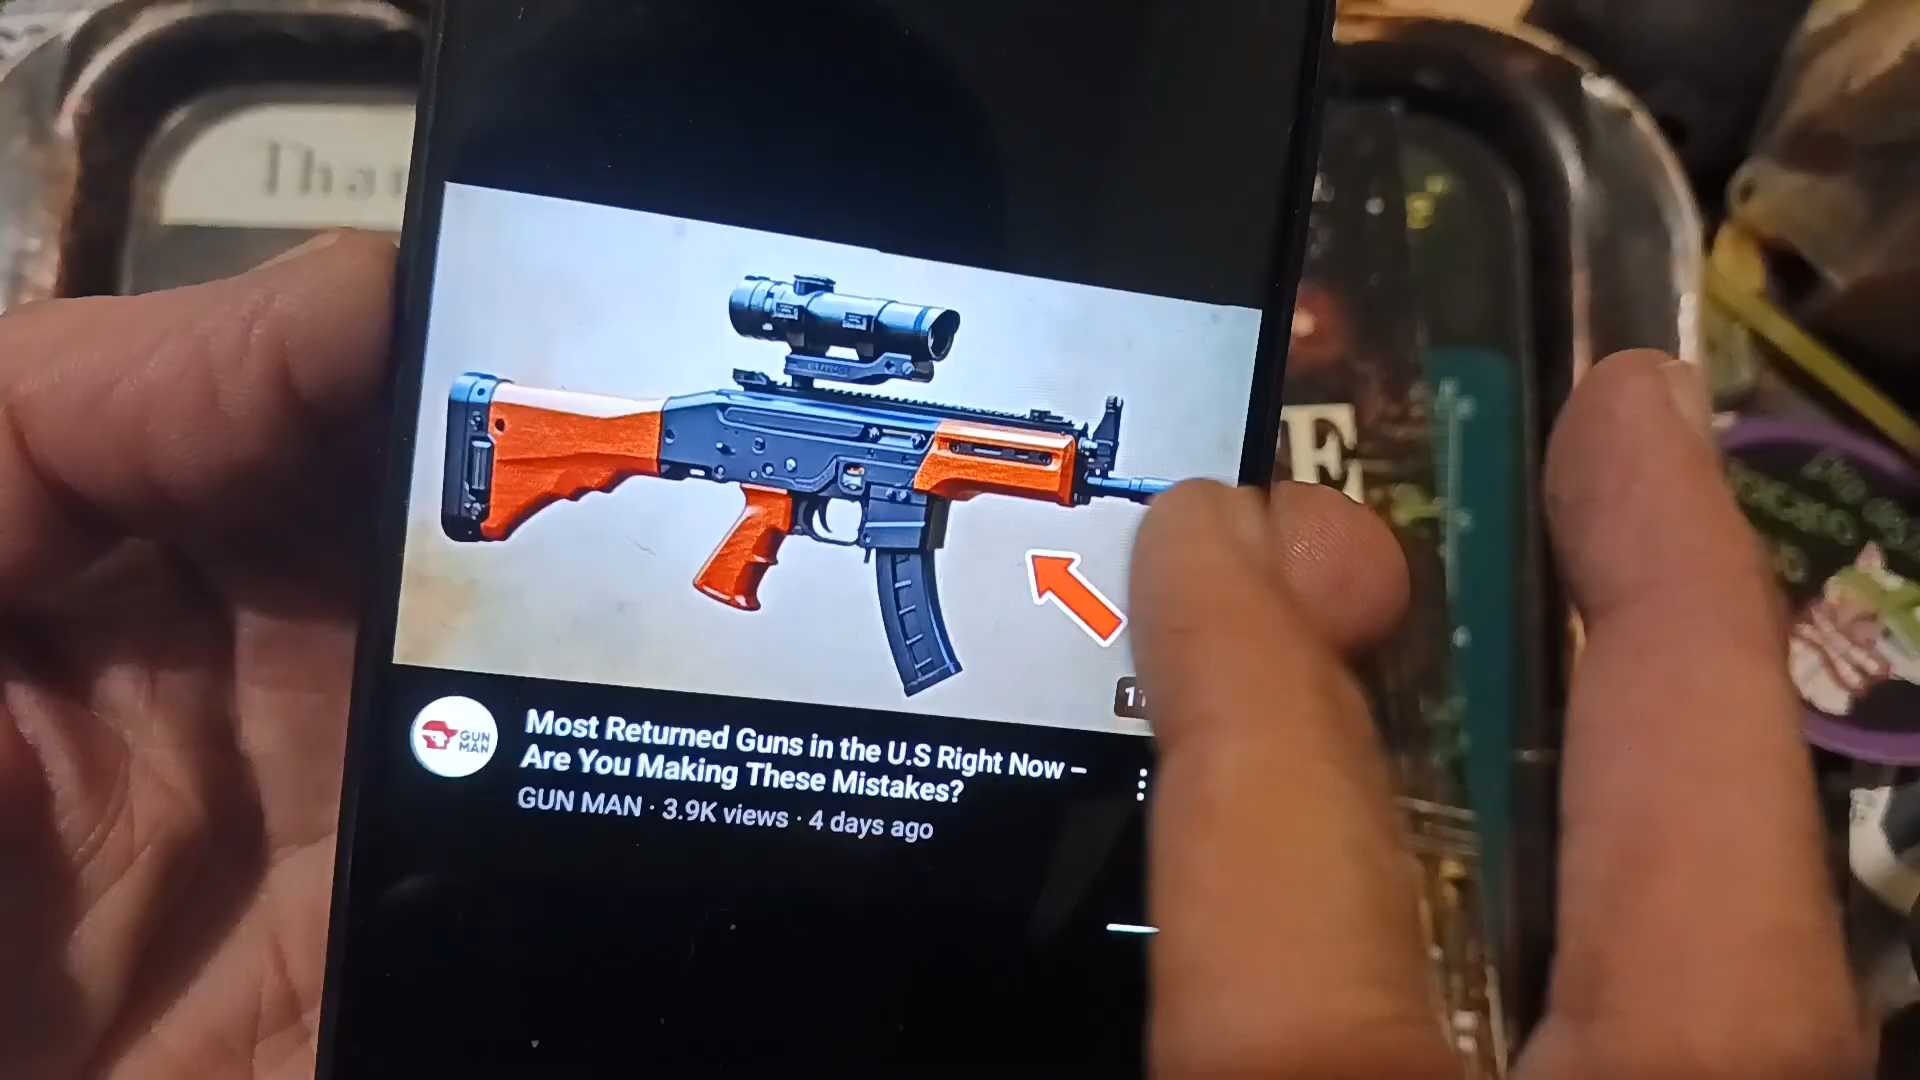 Than
E
GUN
MAN
Most Returned Guns in the U.S Right Now –
Are You Making These Mistakes?
GUN MAN · 3.9K views · 4 days ago